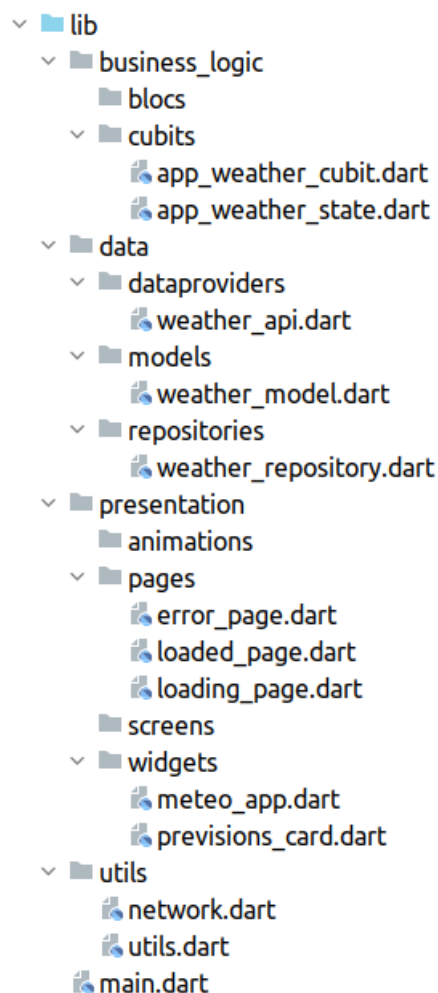 lib
business_logic
blocs
cubits
app_weather_cubit.dart
app_weather_state.dart
data
dataproviders
weather_api.dart
models
weather_model.dart
repositories
weather_repository.dart
presentation
animations
pages
error_page.dart
loaded_page.dart
loading_page.dart
screens
widgets
meteo_app.dart
previsions_card.dart
utils
network.dart
utils.dart
main.dart